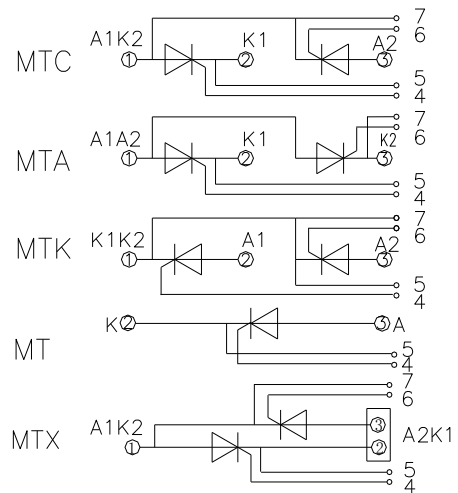 7
A1K2 K1 6
A2
MTC 1 2 3
5
4
7
A1A2 K1 K2 6
MTA 1 2 3
5
4
7
K1K2 A1 A2 6
MTK 1 2 3
5
4
K 2 3 A
MT 5
4
7
6
A1K2 3 A2K1
MTX 1 2
5
4